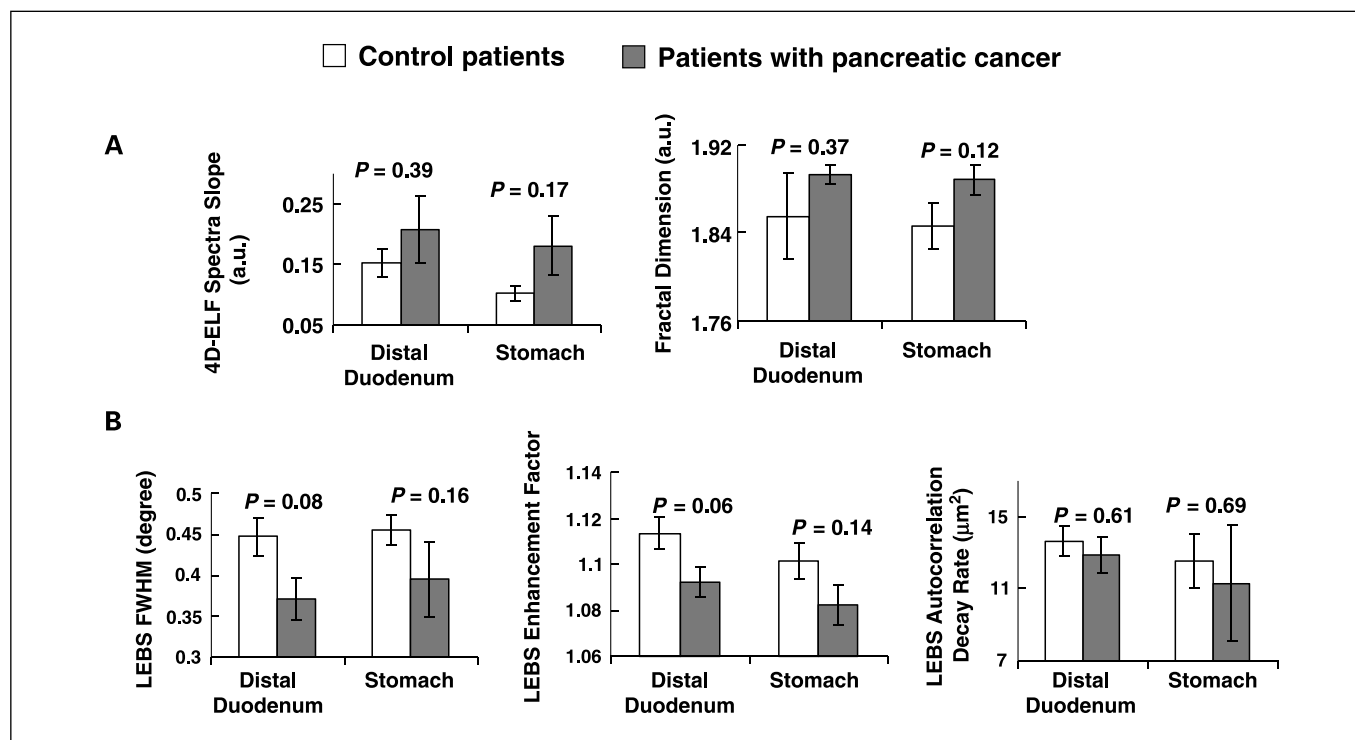 Control patients
Patients with pancreatic cancer
A
4D-ELF Spectra Slope
(a.u.)
0.25
0.15
0.05
P = 0.39
P = 0.17
Distal
Duodenum
Stomach
Fractal Dimension (a.u.)
1.92
1.84
1.76
P = 0.37
P = 0.12
Distal
Duodenum
Stomach
B
LEBS FWHM (degree)
0.5
0.45
0.4
0.35
0.3
P = 0.08
P = 0.16
Distal
Duodenum
Stomach
LEBS Enhancement Factor
1.14
1.12
1.1
1.08
1.06
P = 0.06
P = 0.14
Distal
Duodenum
Stomach
LEBS Autocorrelation
Decay Rate (μm²)
15
11
7
P = 0.61
P = 0.69
Distal
Duodenum
Stomach